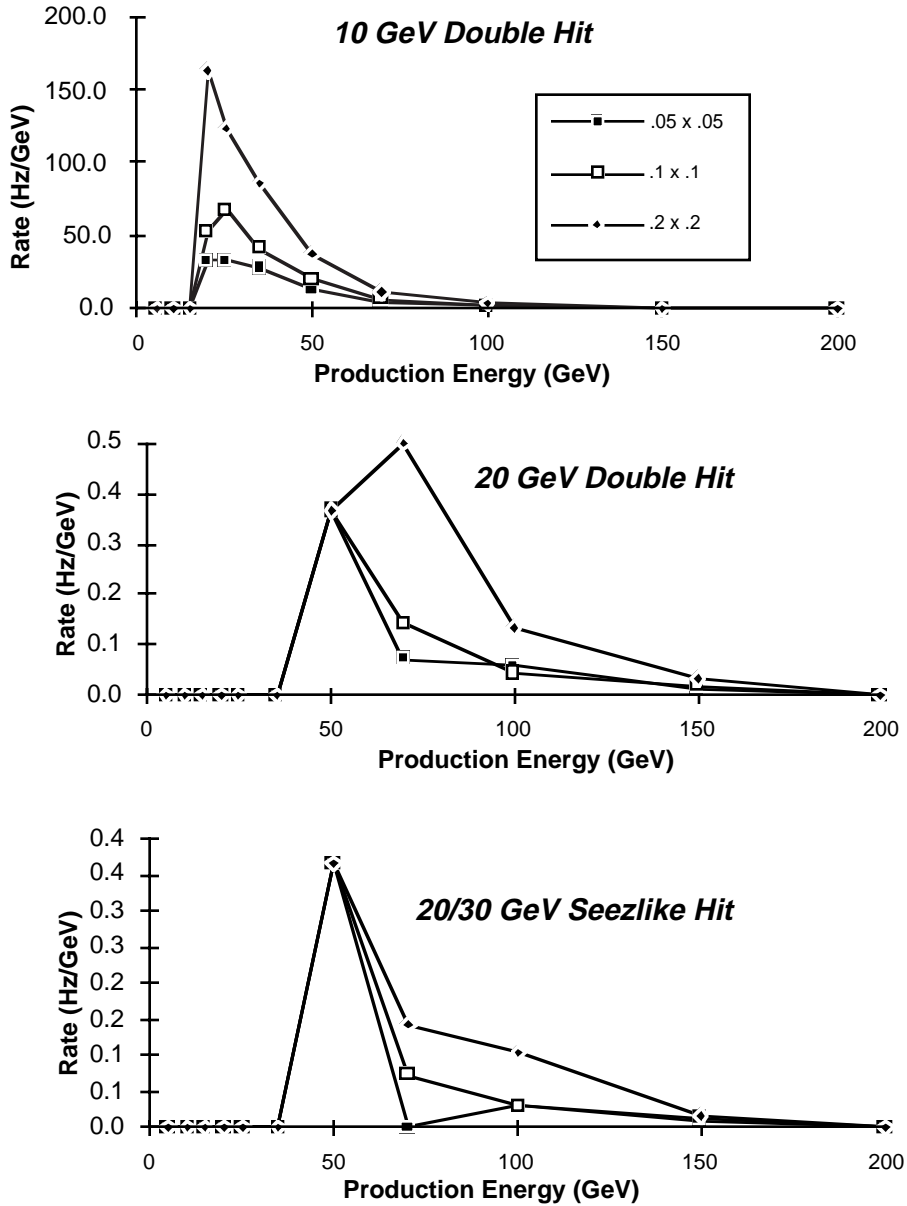 10 GeV Double Hit
200.0
150.0
100.0
50.0
0.0
Rate (Hz/GeV)
.05 x .05
.1 x .1
.2 x .2
0 50 100 150 200
Production Energy (GeV)
20 GeV Double Hit
0.5
0.4
0.3
0.2
0.1
0.0
Rate (Hz/GeV)
0 50 100 150 200
Production Energy (GeV)
20/30 GeV Seezlike Hit
0.4
0.4
0.3
0.3
0.2
0.2
0.1
0.1
0.0
Rate (Hz/GeV)
0 50 100 150 200
Production Energy (GeV)